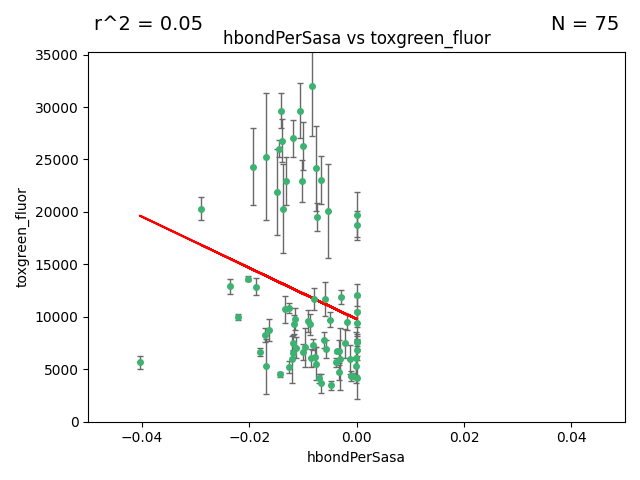 r^2 = 0.05
N = 75
hbondPerSasa vs toxgreen_fluor
toxgreen_fluor
35000
30000
25000
20000
15000
10000
5000
0
−0.04
−0.02
0.00
0.02
0.04
hbondPerSasa